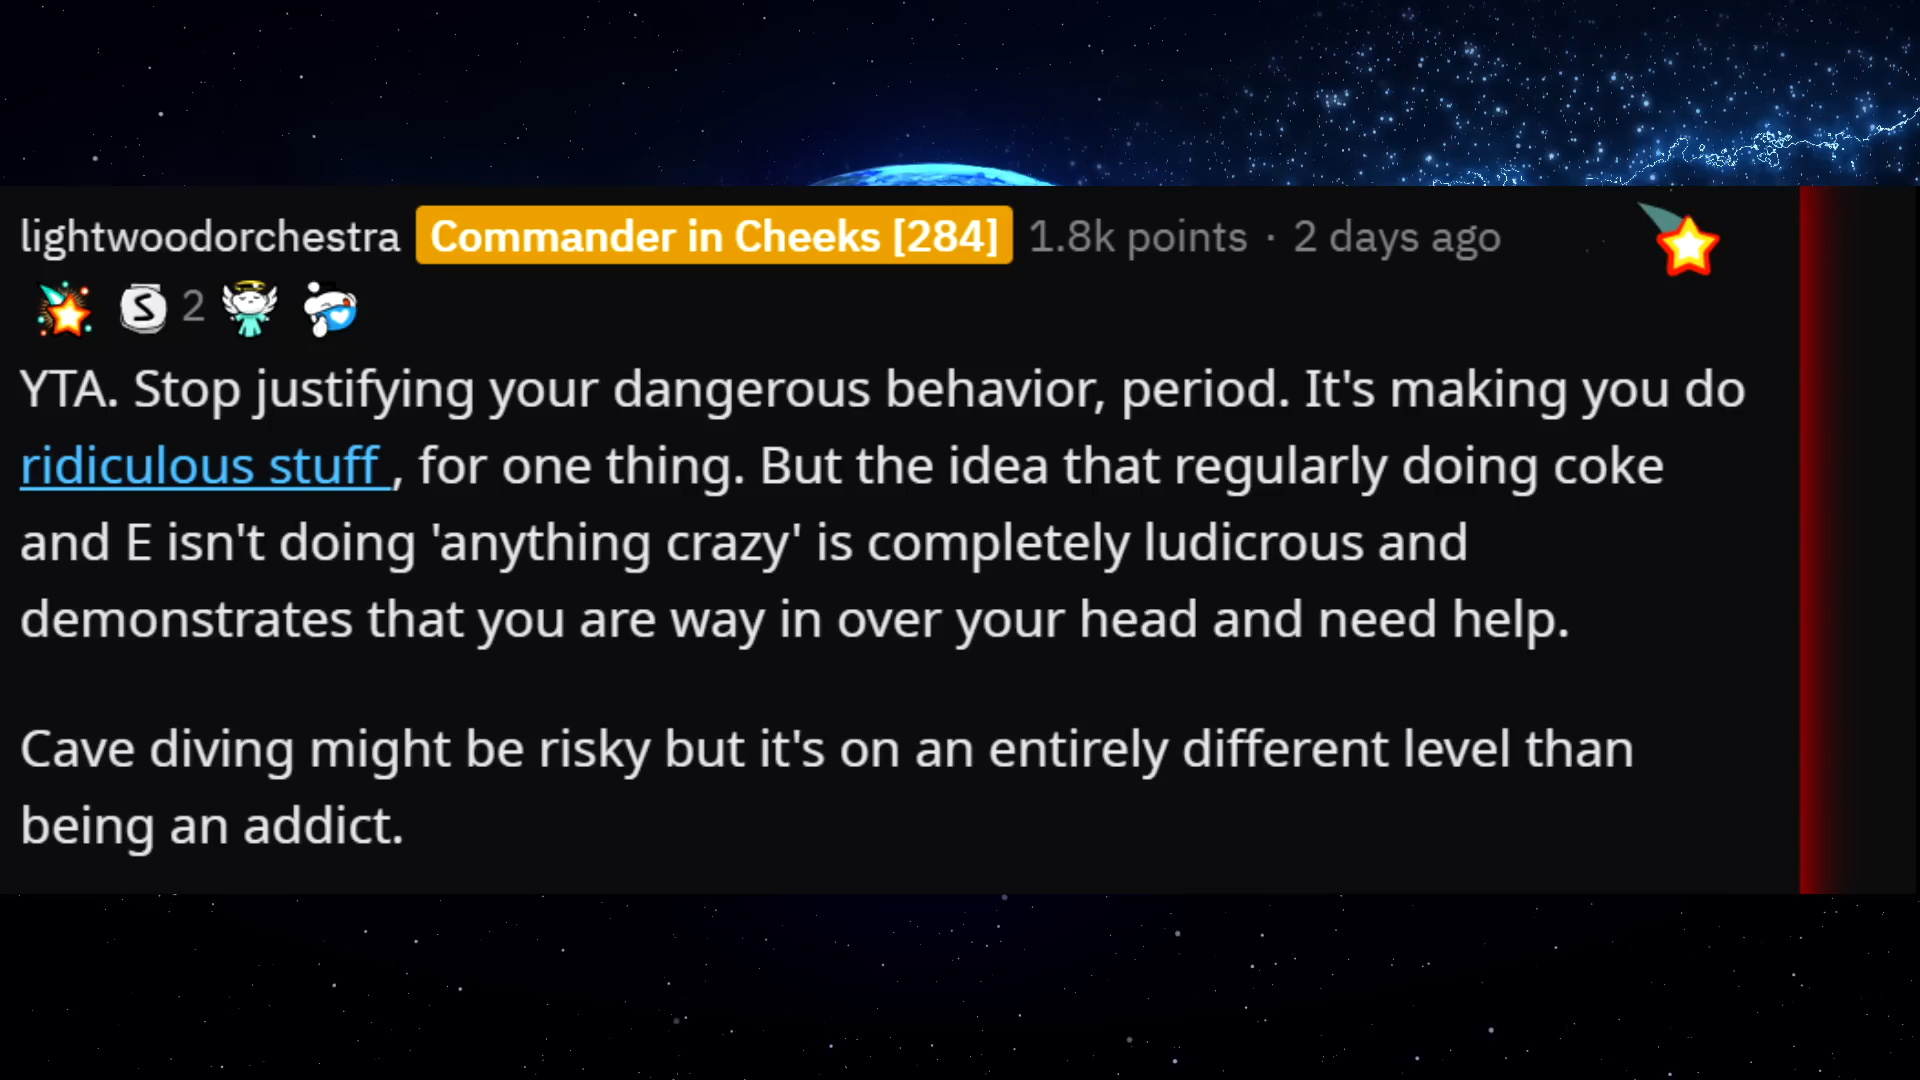 lightwoodorchestra Commander in Cheeks [284] 1.8k points · 2 days ago
S 2
YTA. Stop justifying your dangerous behavior, period. It's making you do
ridiculous stuff , for one thing. But the idea that regularly doing coke
and E isn't doing 'anything crazy' is completely ludicrous and
demonstrates that you are way in over your head and need help.
Cave diving might be risky but it's on an entirely different level than
being an addict.